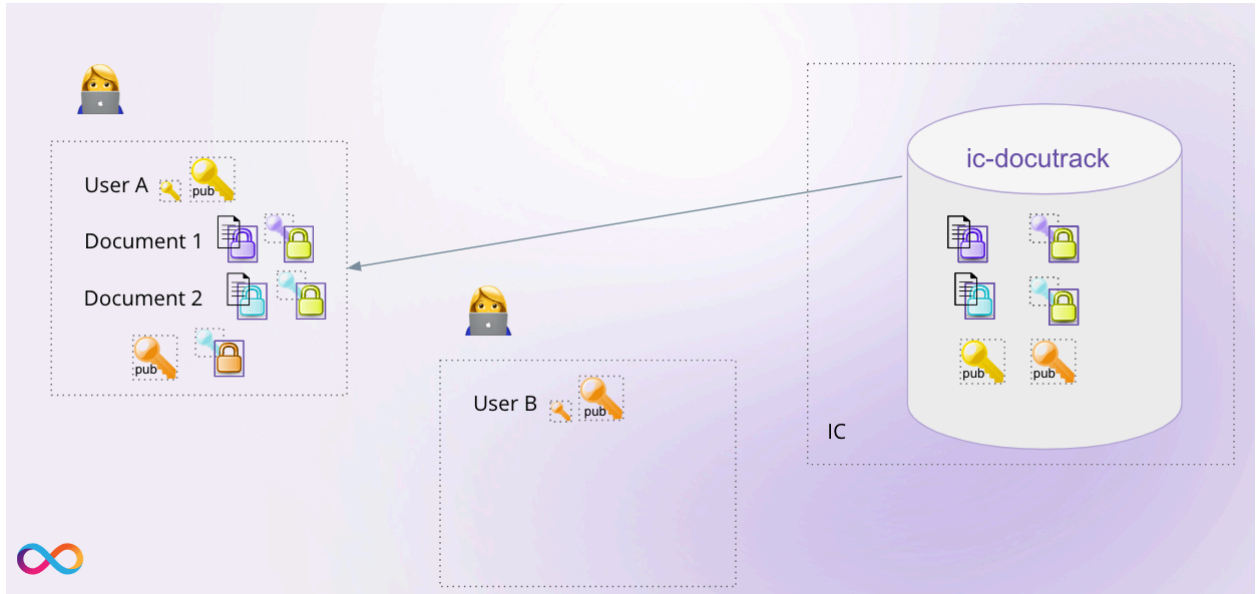 User A
pub
Document 1
Document 2
pub
User B
pub
ic-docutrack
pub
pub
IC